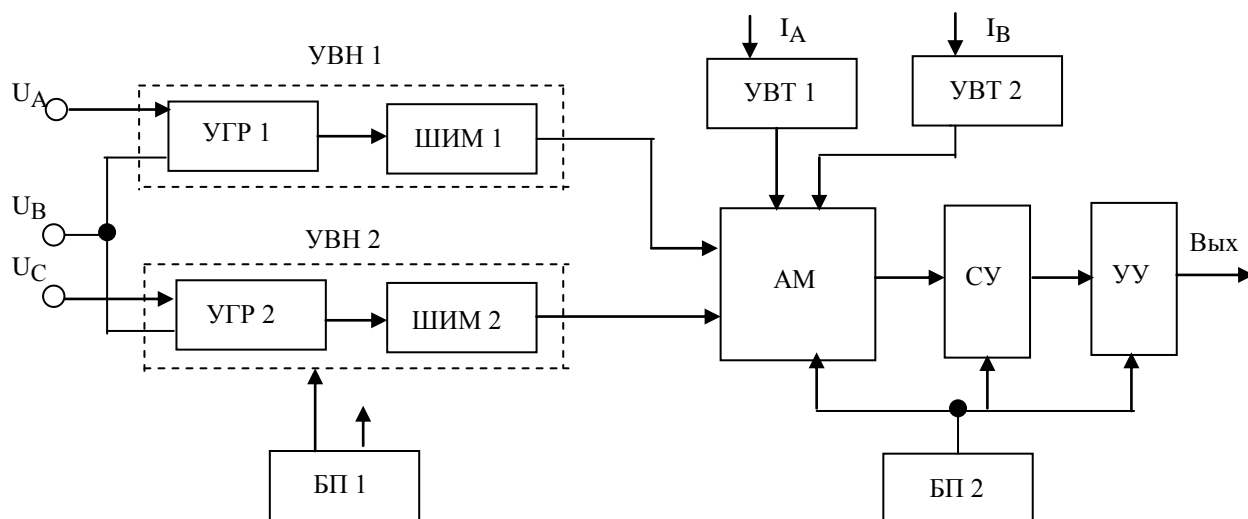 I_A
I_B
УВН 1
УВТ 1
УВТ 2
U_A
УГР 1
ШИМ 1
U_B
УВН 2
Вых
U_C
АМ
СУ
УУ
УГР 2
ШИМ 2
БП 1
БП 2